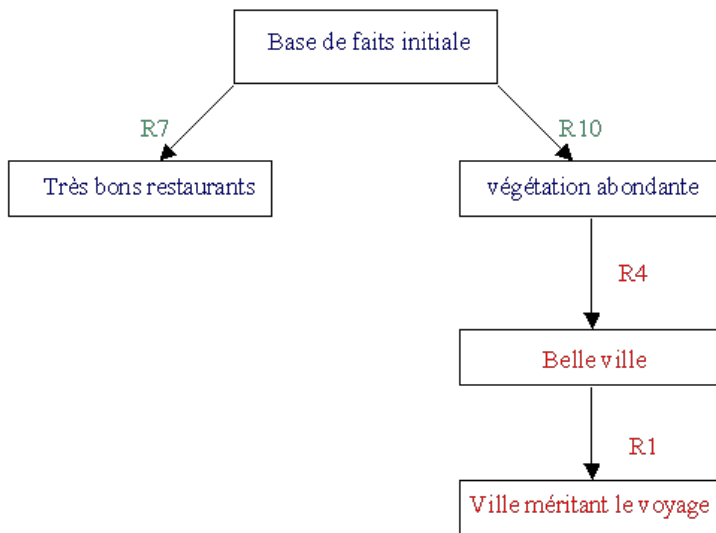 Base de faits initiale
R7
R10
Très bons restaurants
végétation abondante
R4
Belle ville
R1
Ville méritant le voyage